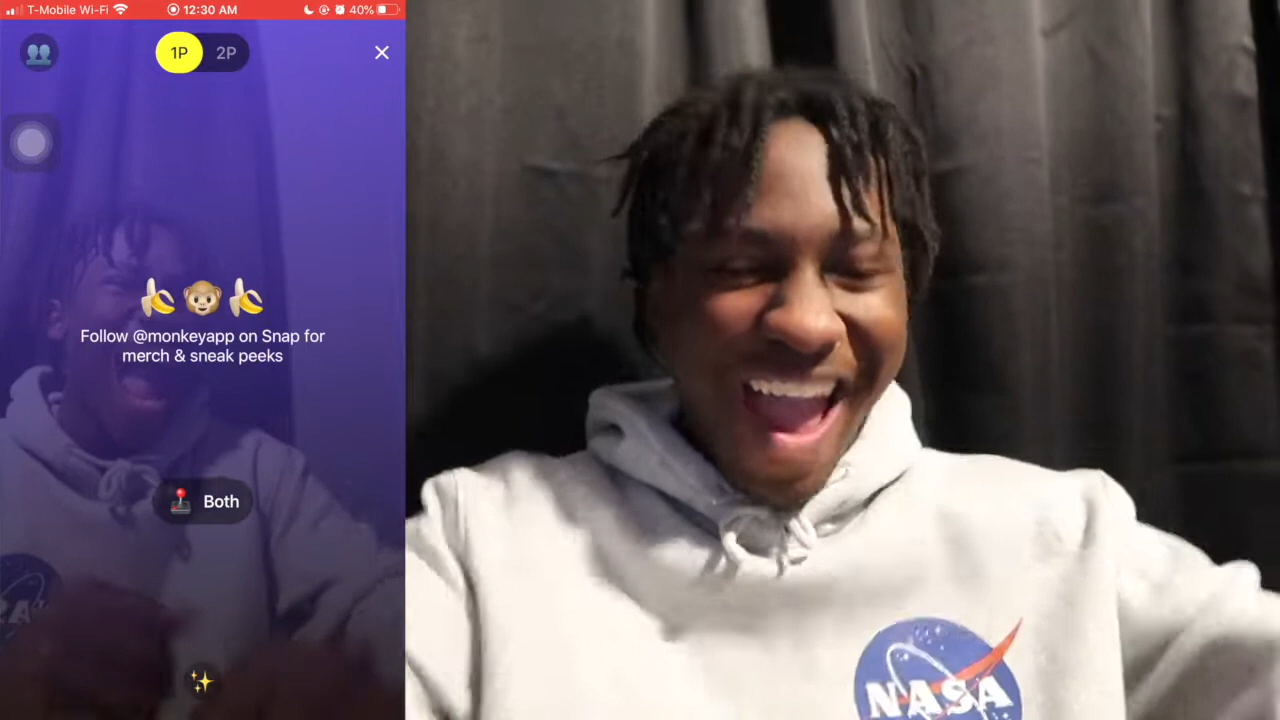 T-Mobile Wi-Fi 12:30 AM 40%
1P 2P
Follow @monkeyapp on Snap for
merch & sneak peeks
Both
NASA